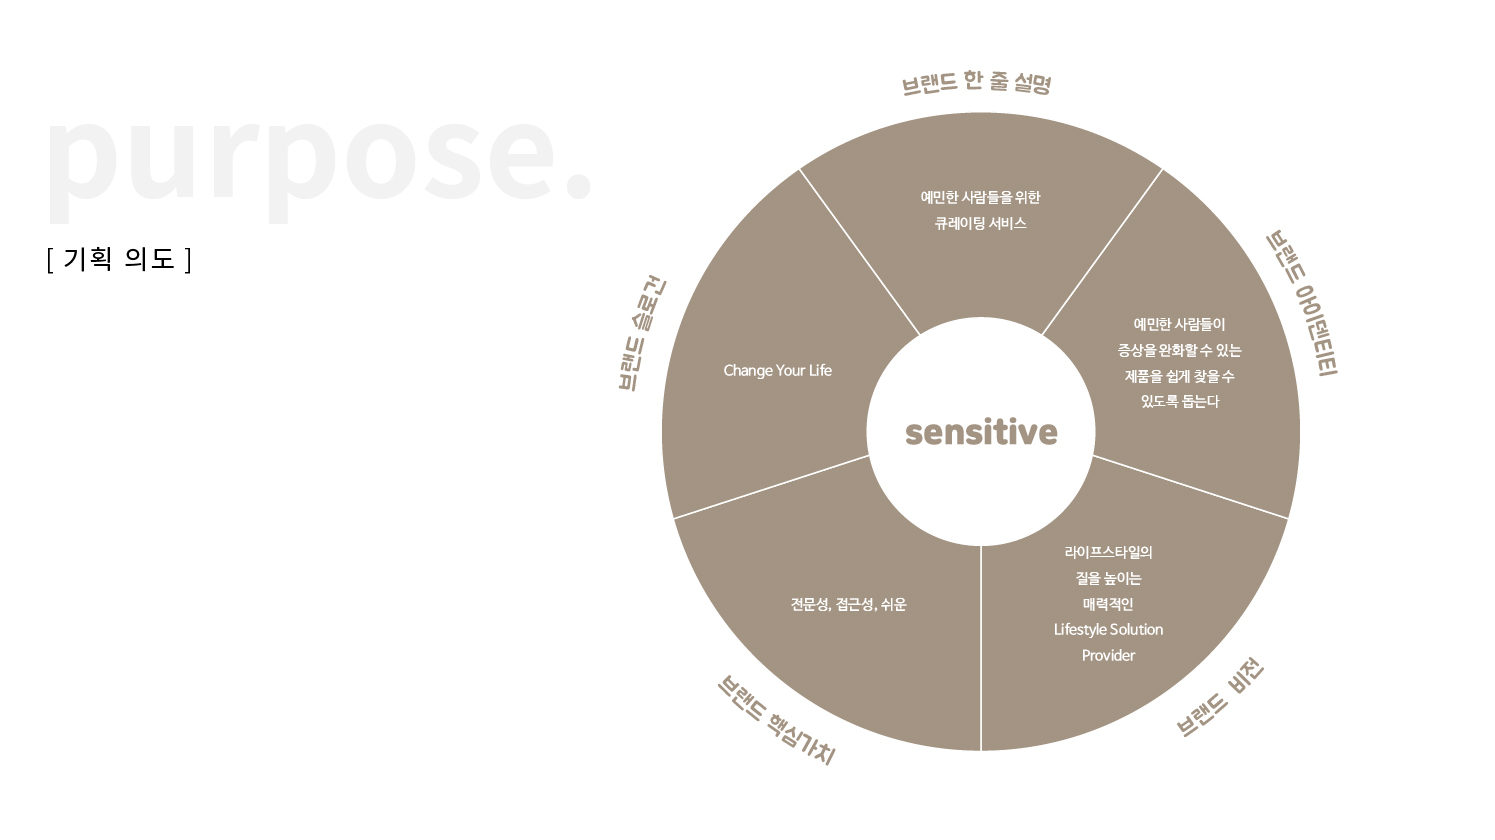 purpose.
[ 기획 의도 ]
브랜드 한 줄 설명
예민한 사람들을 위한
큐레이팅 서비스
브랜드 아이덴티티
예민한 사람들이
증상을 완화할 수 있는
제품을 쉽게 찾을 수
있도록 돕는다
브랜드 슬로건
Change Your Life
sensitive
라이프스타일의
질을 높이는
매력적인
Lifestyle Solution
Provider
브랜드 비전
전문성, 접근성, 쉬운
브랜드 핵심가치